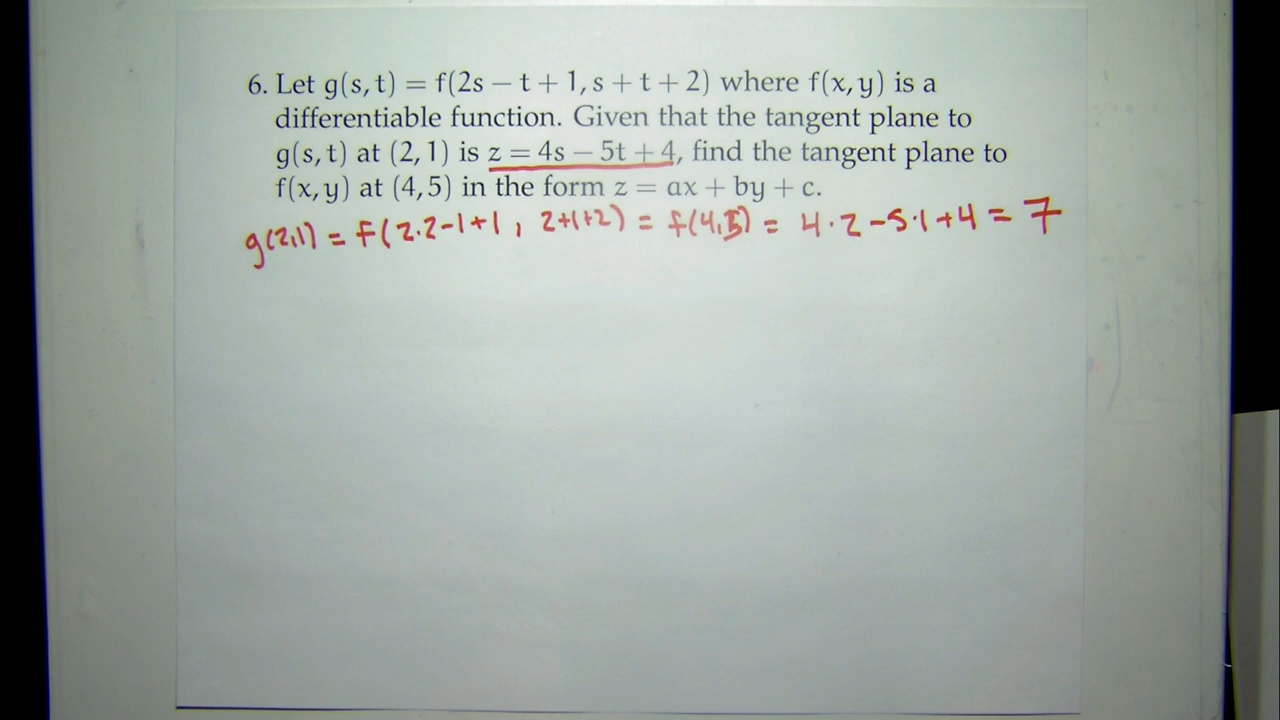 6. Let g(s, t) = f(2s − t + 1, s + t + 2) where f(x, y) is a
differentiable function. Given that the tangent plane to
g(s, t) at (2, 1) is z = 4s − 5t + 4, find the tangent plane to
f(x, y) at (4, 5) in the form z = ax + by + c.
g(2,1) = f(2·2-1+1, 2+1+2) = f(4,5) = 4·2-5·1+4 = 7